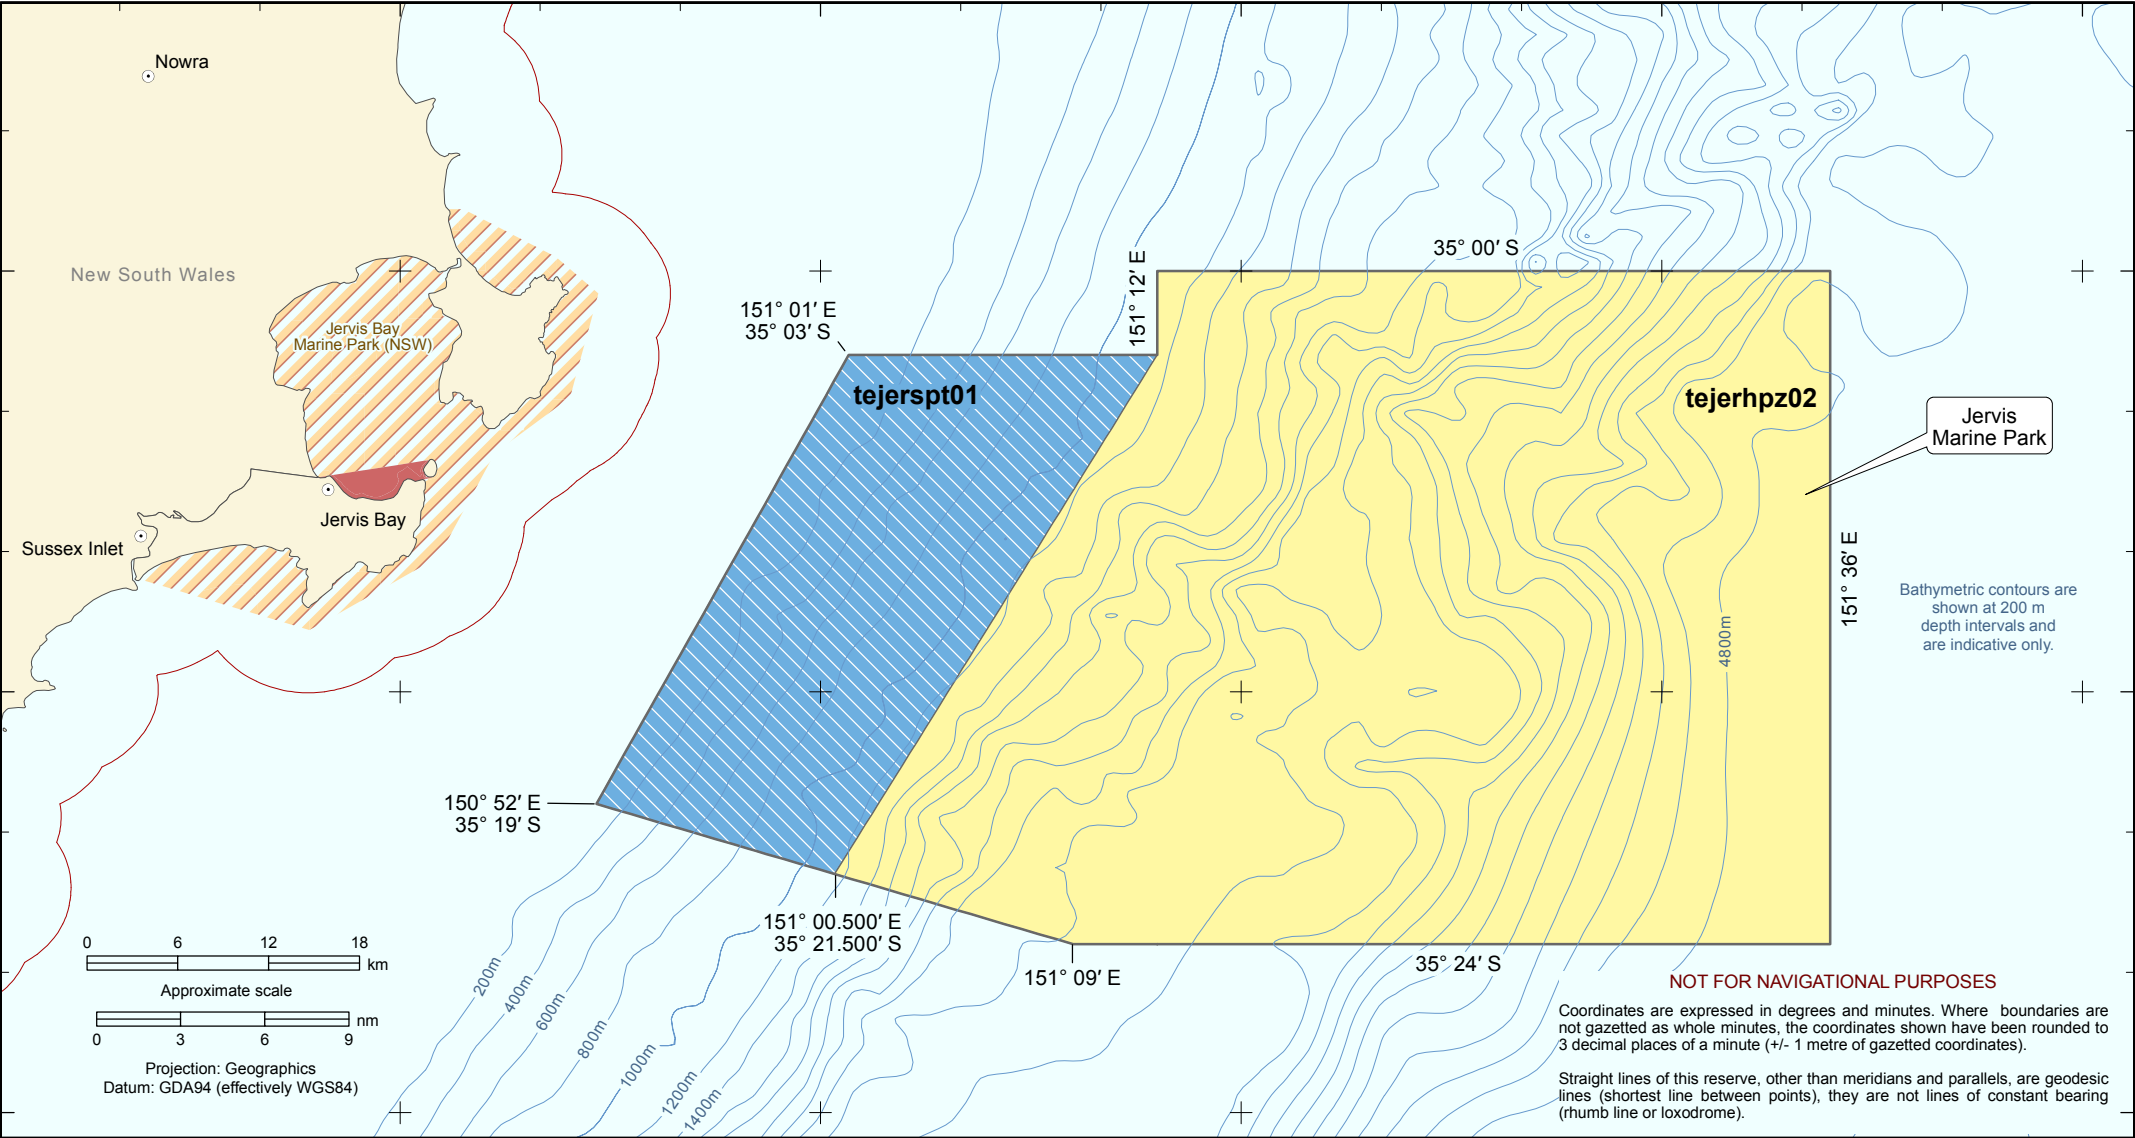 Nowra
New South Wales
Jervis Bay
Marine Park (NSW)
Jervis Bay
Sussex Inlet
151° 01′ E
35° 03′ S
151° 12′ E
35° 00′ S
tejerspt01
tejerhpz02
Jervis
Marine Park
151° 36′ E
Bathymetric contours are
shown at 200 m
depth intervals and
are indicative only.
4800m
150° 52′ E
35° 19′ S
151° 00.500′ E
35° 21.500′ S
151° 09′ E
35° 24′ S
200m
400m
600m
800m
1000m
1200m
1400m
0 6 12 18
km
Approximate scale
nm
0 3 6 9
Projection: Geographics
Datum: GDA94 (effectively WGS84)
NOT FOR NAVIGATIONAL PURPOSES
Coordinates are expressed in degrees and minutes. Where boundaries are
not gazetted as whole minutes, the coordinates shown have been rounded to
3 decimal places of a minute (+/- 1 metre of gazetted coordinates).
Straight lines of this reserve, other than meridians and parallels, are geodesic
lines (shortest line between points), they are not lines of constant bearing
(rhumb line or loxodrome).